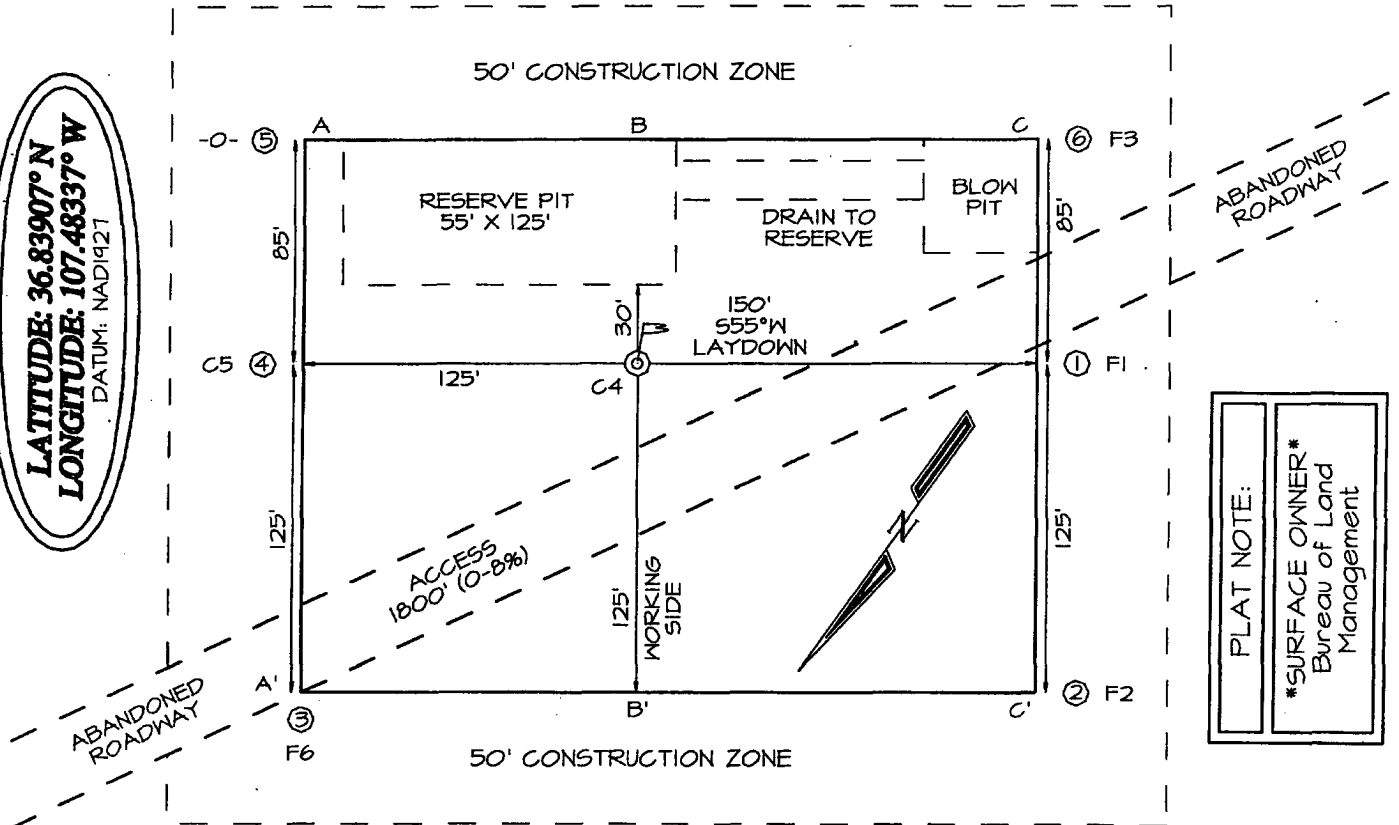 50' CONSTRUCTION ZONE
LATITUDE: 36.83907° N
LONGITUDE: 107.48337° W
DATUM: NAD1927
-0- ⑤
A
B
C
⑥ F3
RESERVE PIT
55' X 125'
DRAIN TO
RESERVE
BLOW
PIT
ABANDONED
ROADWAY
85'
85'
30'
150'
S55°W
LAYDOWN
C5 ④
125'
C4
① F1
125'
ACCESS
1800' (0-8%)
125'
WORKING
SIDE
N
125'
PLAT NOTE:
*SURFACE OWNER*
Bureau of Land
Management
ABANDONED
ROADWAY
A'
③
F6
B'
C'
② F2
50' CONSTRUCTION ZONE